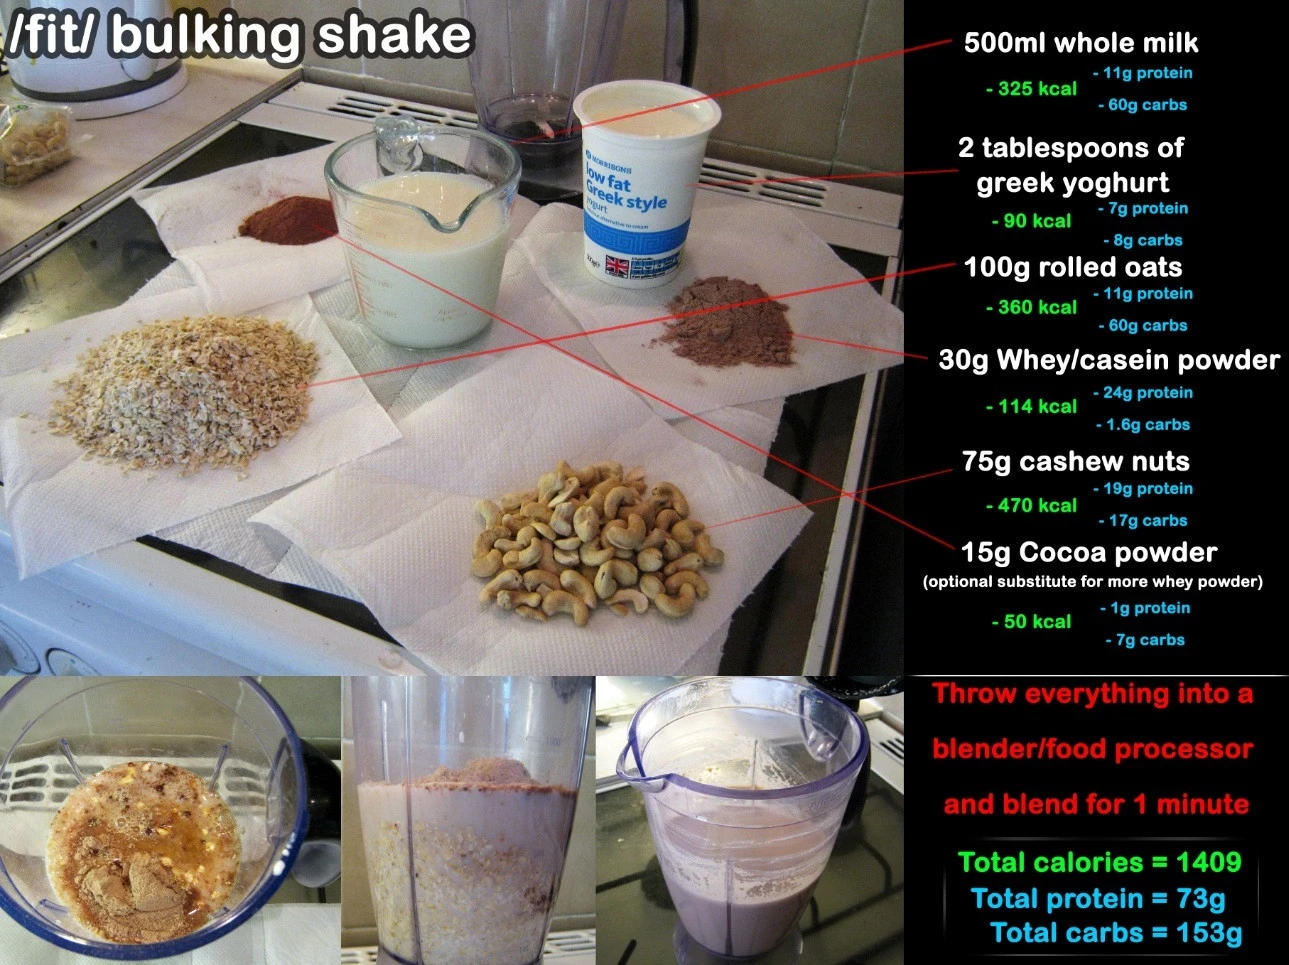 /fit/ bulking shake
500ml whole milk
- 325 kcal
- 11g protein
- 60g carbs
2 tablespoons of
greek yoghurt
- 90 kcal
- 7g protein
- 8g carbs
100g rolled oats
- 360 kcal
- 11g protein
- 60g carbs
30g Whey/casein powder
- 114 kcal
- 24g protein
- 1.6g carbs
75g cashew nuts
- 470 kcal
- 19g protein
- 17g carbs
15g Cocoa powder
(optional substitute for more whey powder)
- 50 kcal
- 1g protein
- 7g carbs
MORRISONS
low fat
Greek style
yogurt
Throw everything into a
blender/food processor
and blend for 1 minute
Total calories = 1409
Total protein = 73g
Total carbs = 153g